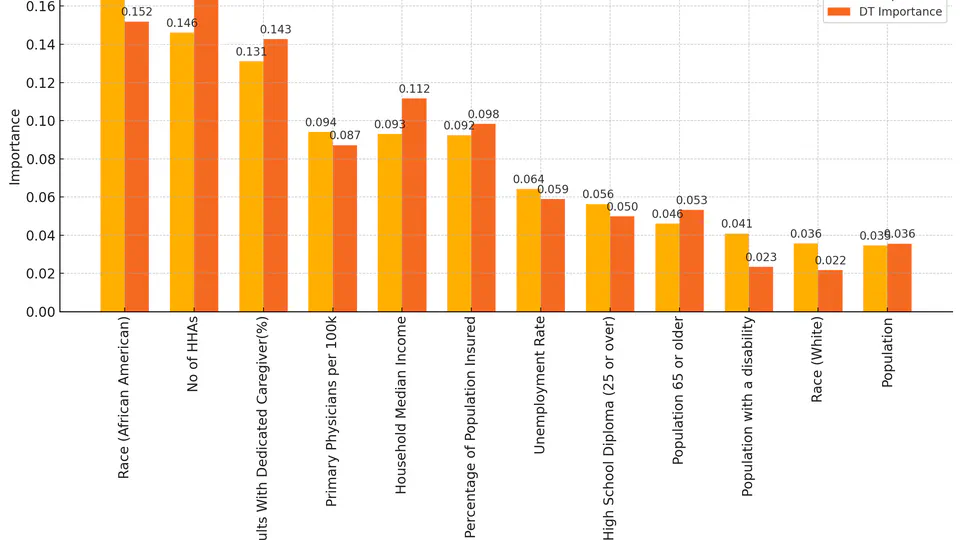 DT Importance
Importance
0.16
0.14
0.12
0.10
0.08
0.06
0.04
0.02
0.00
0.152
0.146
0.131
0.143
0.094
0.087
0.093
0.112
0.092
0.098
0.064
0.059
0.056
0.050
0.046
0.053
0.041
0.023
0.036
0.022
0.036
Race (African American)
No of HHAs
With Dedicated Caregiver(%)
Primary Physicians per 100k
Household Median Income
Percentage of Population Insured
Unemployment Rate
High School Diploma (25 or over)
Population 65 or older
Population with a disability
Race (White)
Population